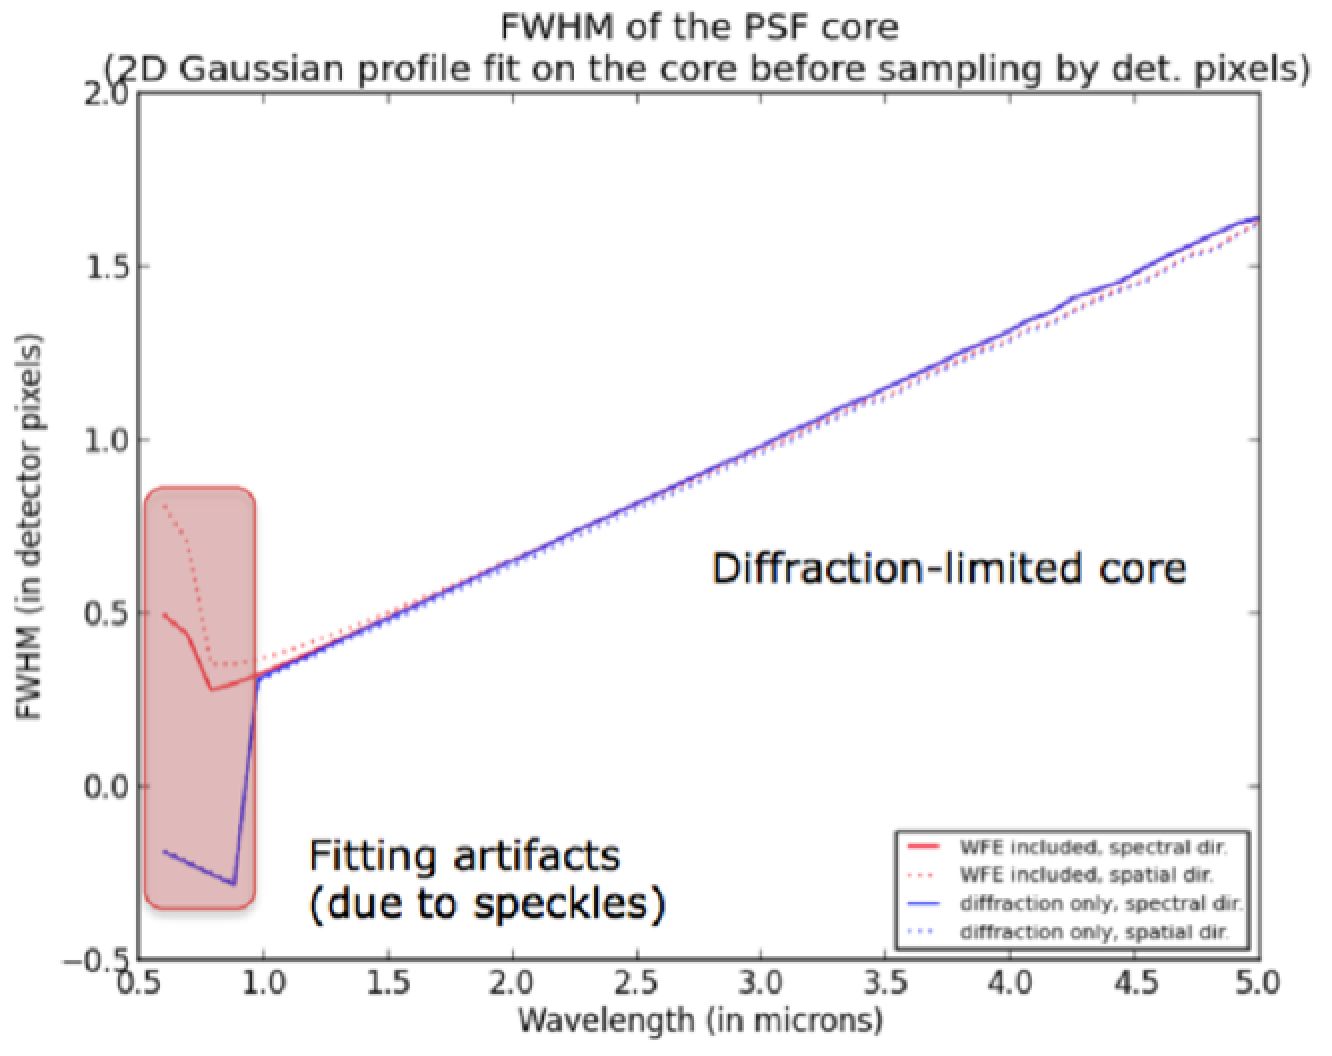 FWHM of the PSF core
(2D Gaussian profile fit on the core before sampling by det. pixels)
2.0
1.5
1.0
0.5
0.0
−0.5
FWHM (in detector pixels)
Diffraction-limited core
Fitting artifacts
(due to speckles)
WFE included, spectral dir.
WFE included, spatial dir.
diffraction only, spectral dir.
diffraction only, spatial dir.
0.5 1.0 1.5 2.0 2.5 3.0 3.5 4.0 4.5 5.0
Wavelength (in microns)